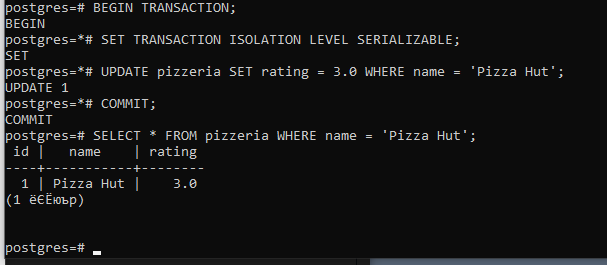 postgres=# BEGIN TRANSACTION;
BEGIN
postgres=*# SET TRANSACTION ISOLATION LEVEL SERIALIZABLE;
SET
postgres=*# UPDATE pizzeria SET rating = 3.0 WHERE name = 'Pizza Hut';
UPDATE 1
postgres=*# COMMIT;
COMMIT
postgres=# SELECT * FROM pizzeria WHERE name = 'Pizza Hut';
 id |   name    | rating
----+-----------+--------
  1 | Pizza Hut |    3.0
(1 ёЄЁюър)
postgres=#